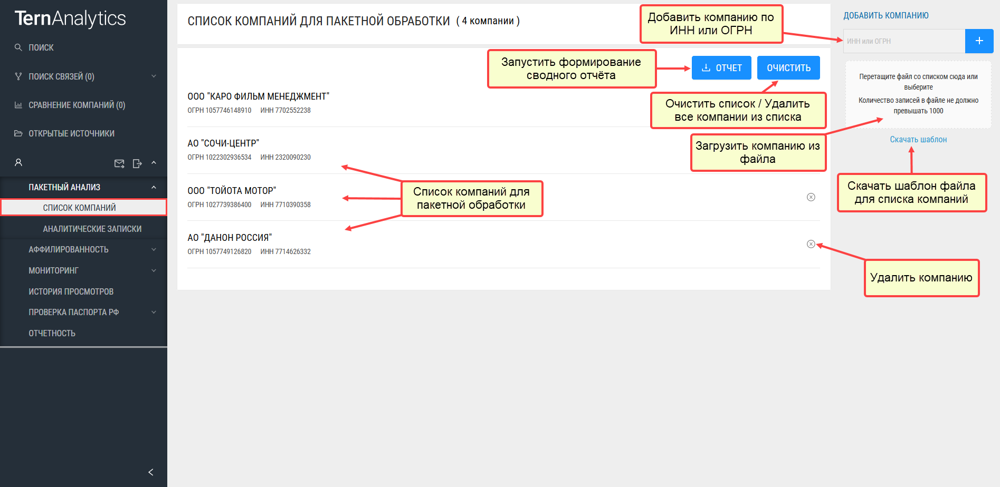 TernAnalytics
ПОИСК
ПОИСК СВЯЗЕЙ (0)
СРАВНЕНИЕ КОМПАНИЙ (0)
ОТКРЫТЫЕ ИСТОЧНИКИ
ПАКЕТНЫЙ АНАЛИЗ
СПИСОК КОМПАНИЙ
АНАЛИТИЧЕСКИЕ ЗАПИСКИ
АФФИЛИРОВАННОСТЬ
МОНИТОРИНГ
ИСТОРИЯ ПРОСМОТРОВ
ПРОВЕРКА ПАСПОРТА РФ
ОТЧЕТНОСТЬ
СПИСОК КОМПАНИЙ ДЛЯ ПАКЕТНОЙ ОБРАБОТКИ ( 4 компании )
Добавить компанию по
ИНН или ОГРН
Запустить формирование
сводного отчёта
ОТЧЕТ
ОЧИСТИТЬ
ООО "КАРО ФИЛЬМ МЕНЕДЖМЕНТ"
ОГРН 1057746148910 ИНН 7702552238
Очистить список / Удалить
все компании из списка
АО "СОЧИ-ЦЕНТР"
ОГРН 1022302936534 ИНН 2320090230
Загрузить компанию из
файла
ООО "ТОЙОТА МОТОР"
ОГРН 1027739386400 ИНН 7710390358
Список компаний для
пакетной обработки
АО "ДАНОН РОССИЯ"
ОГРН 1057749126820 ИНН 7714626332
ДОБАВИТЬ КОМПАНИЮ
ИНН или ОГРН
Перетащите файл со списком сюда или
выберите
Количество записей в файле не должно
превышать 1000
Скачать шаблон
Скачать шаблон файла
для списка компаний
Удалить компанию